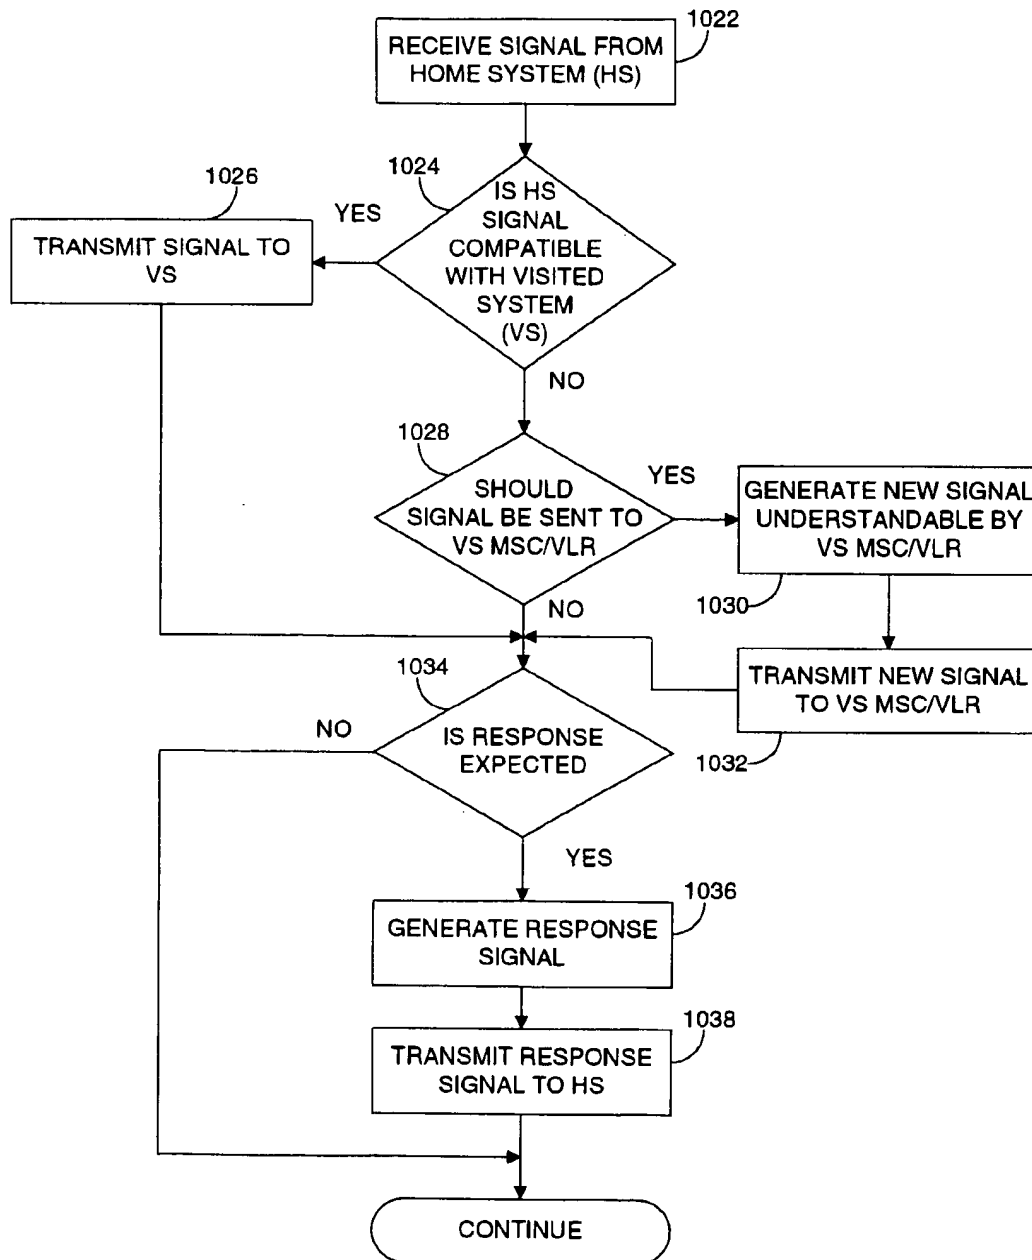 1022
RECEIVE SIGNAL FROM
HOME SYSTEM (HS)
1024
1026
IS HS
SIGNAL
COMPATIBLE
WITH VISITED
SYSTEM
(VS)
YES
TRANSMIT SIGNAL TO
VS
NO
1028
SHOULD
SIGNAL BE SENT TO
VS MSC/VLR
YES
GENERATE NEW SIGNAL
UNDERSTANDABLE BY
VS MSC/VLR
1030
NO
TRANSMIT NEW SIGNAL
TO VS MSC/VLR
1032
1034
NO
IS RESPONSE
EXPECTED
YES
1036
GENERATE RESPONSE
SIGNAL
1038
TRANSMIT RESPONSE
SIGNAL TO HS
CONTINUE